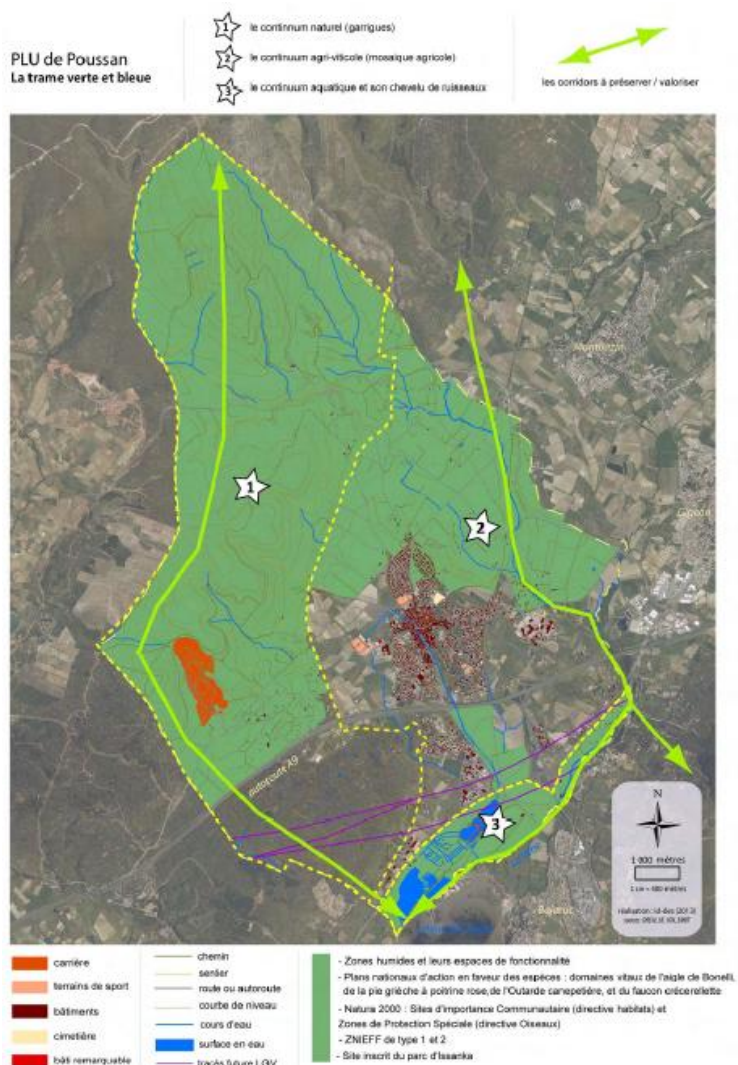 PLU de Poussan
La trame verte et bleue
1
le continnum naturel (garrigues)
2
le continuum agri-viticole (mosaique agricole)
3
le continuum aquatique et son chevelu de ruisseaux
les corridors à préserver / valoriser
1
2
3
autoroute A9
N
1 000 mètres
carrière
terrains de sport
bâtiments
cimetière
bâti remarquable
chemin
sentier
route ou autoroute
courbe de niveau
cours d'eau
surface en eau
tracés future LGV
- Zones humides et leurs espaces de fonctionnalité
- Plans nationaux d'action en faveur des espèces : domaines vitaux de l'aigle de Bonelli,
de la pie grièche à poitrine rose, de l'Outarde canepetière, et du faucon crécerellette
- Natura 2000 : Sites d'Importance Communautaire (directive habitats) et
Zones de Protection Spéciale (directive Oiseaux)
- ZNIEFF de type 1 et 2
- Site inscrit du parc d'Issanka